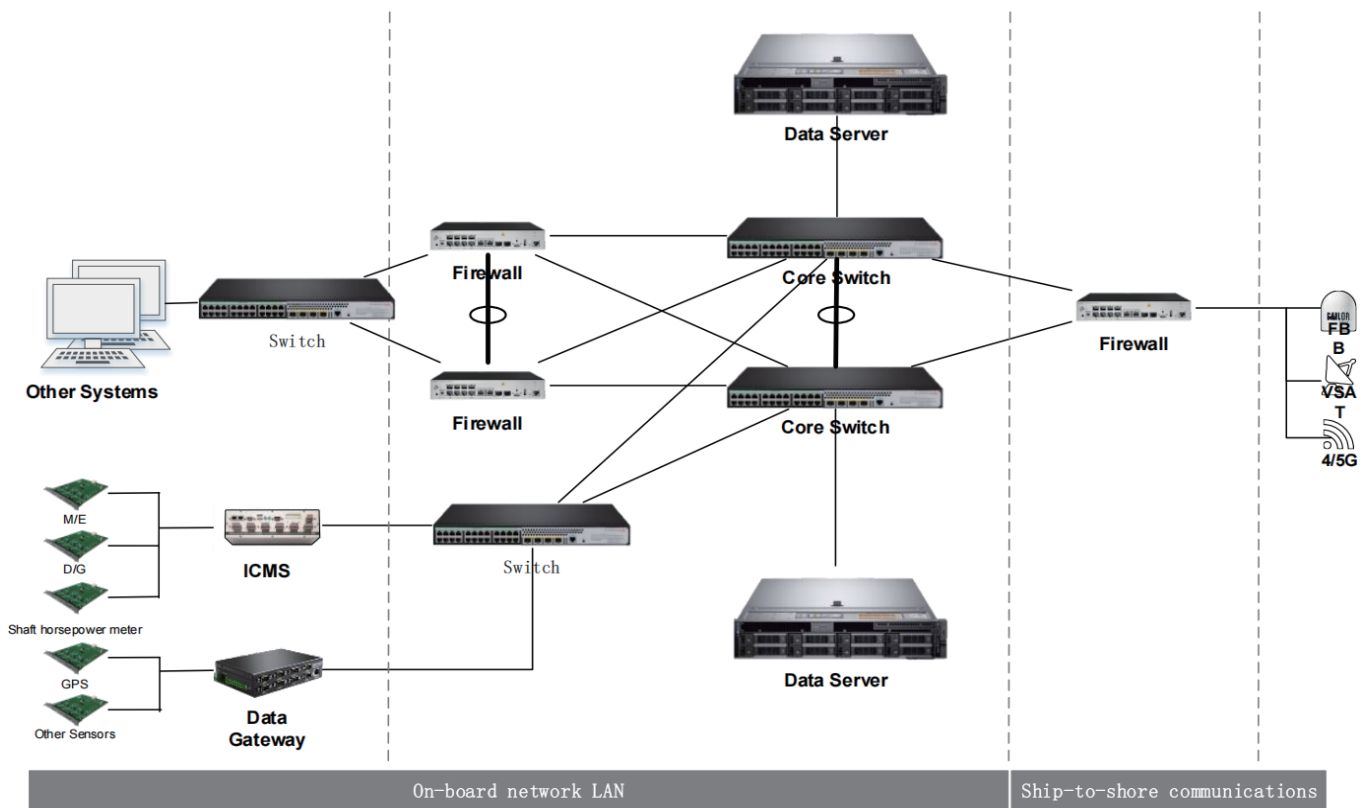 Data Server
Firewall
Core Switch
Switch
Other Systems
Firewall
Core Switch
Firewall
FB
B
VSA
T
4/5G
M/E
D/G
Shaft horsepower meter
ICMS
Switch
GPS
Other Sensors
Data
Gateway
Data Server
On-board network LAN
Ship-to-shore communications